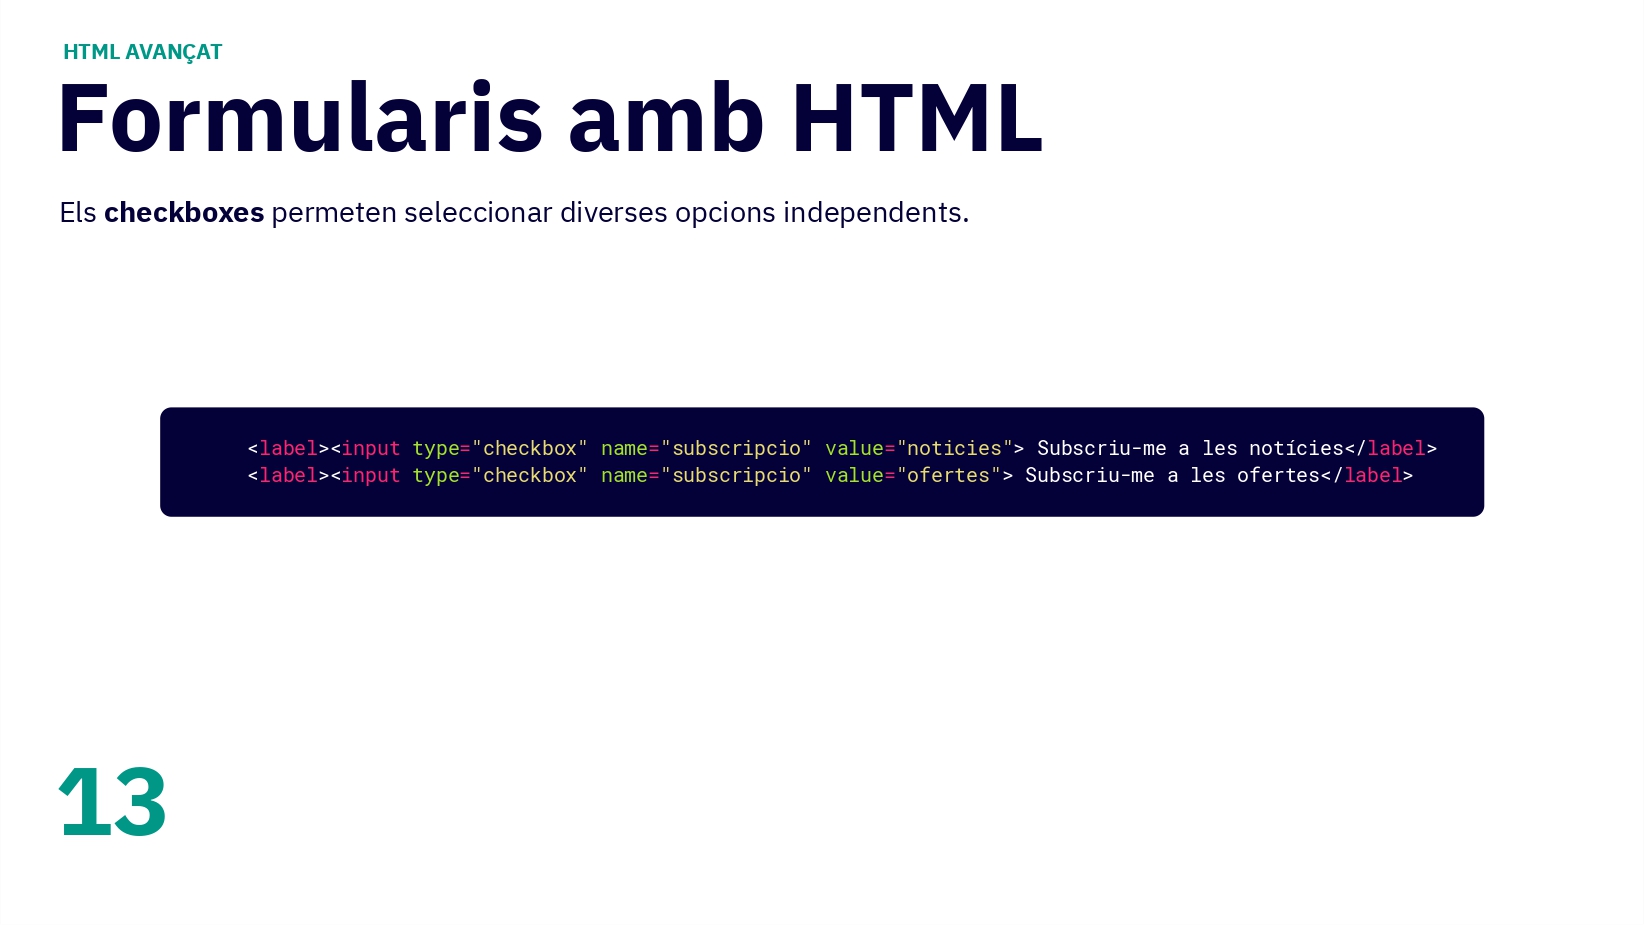 HTML AVANÇAT
Formularis amb HTML
Els checkboxes permeten seleccionar diverses opcions independents.
<label><input type="checkbox" name="subscripcio" value="noticies"> Subscriu-me a les notícies</label>
<label><input type="checkbox" name="subscripcio" value="ofertes"> Subscriu-me a les ofertes</label>
13